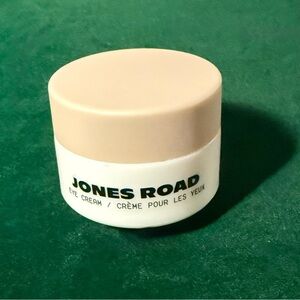 JONES ROAD
EYE CREAM / CRÈME POUR LES YEUX